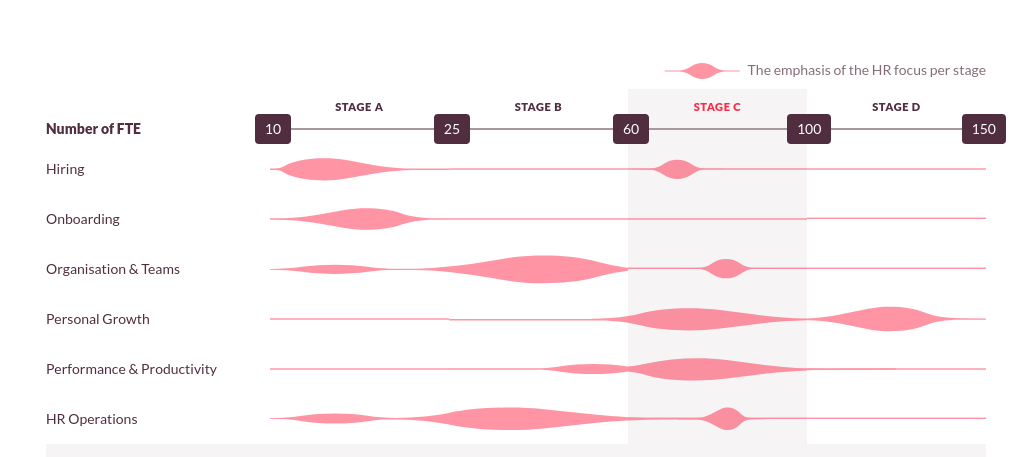 The emphasis of the HR focus per stage
STAGE A STAGE B STAGE C STAGE D
Number of FTE 10 25 60 100 150
Hiring
Onboarding
Organisation & Teams
Personal Growth
Performance & Productivity
HR Operations